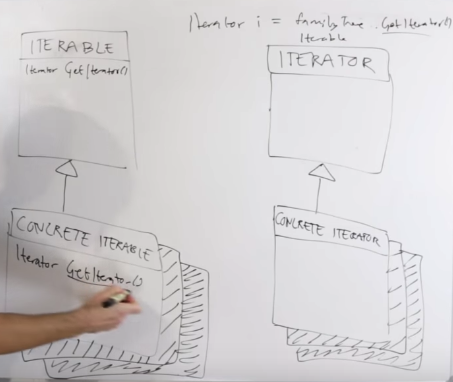 Iterator i = familyTree.GetIterator()
Iterable
ITERABLE
Iterator GetIterator()
ITERATOR
CONCRETE ITERABLE
Iterator GetIterator()
CONCRETE ITERATOR